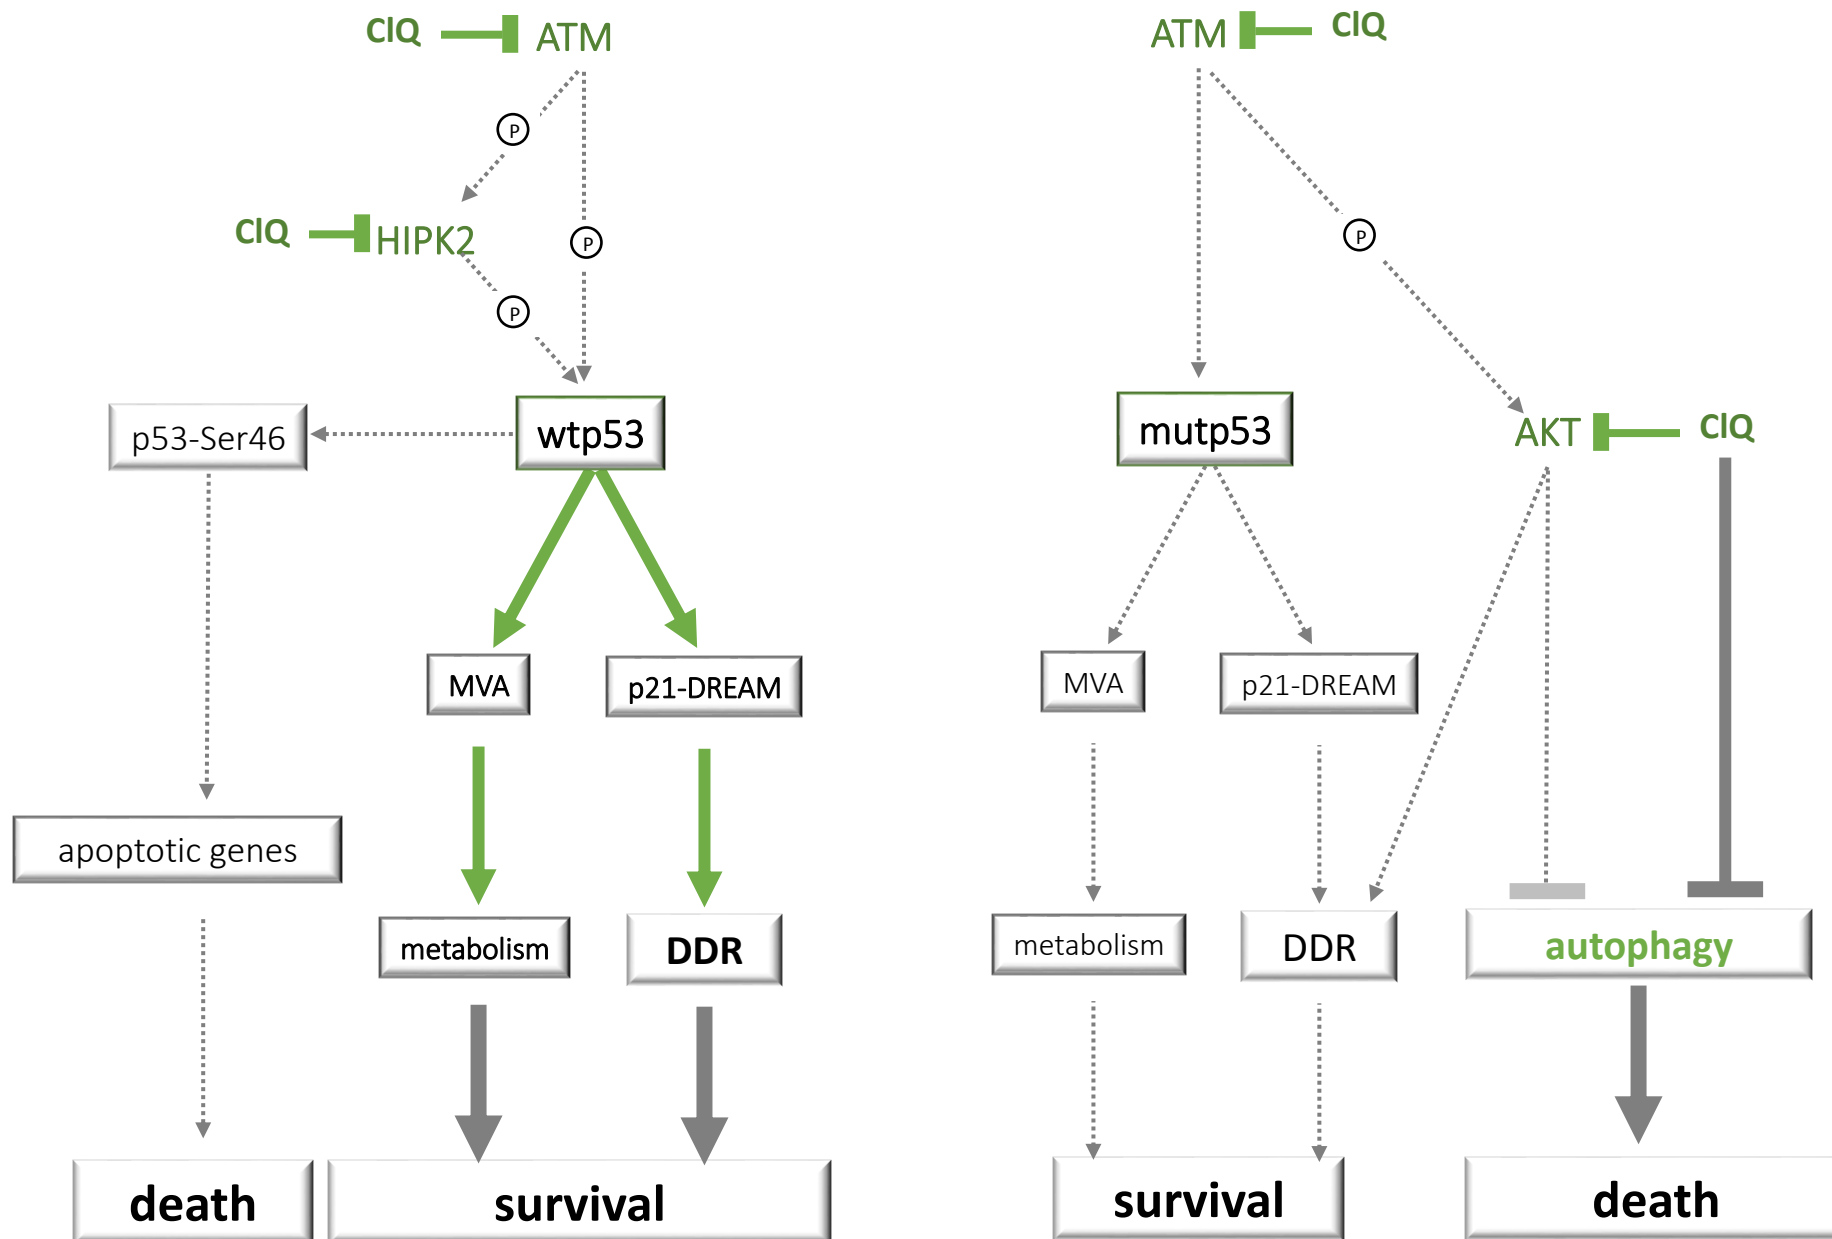 ClQ
ATM
P
ClQ
HIPK2
P
P
p53-Ser46
wtp53
MVA
p21-DREAM
apoptotic genes
metabolism
DDR
death
survival
ATM
ClQ
P
mutp53
AKT
ClQ
MVA
p21-DREAM
metabolism
DDR
autophagy
survival
death